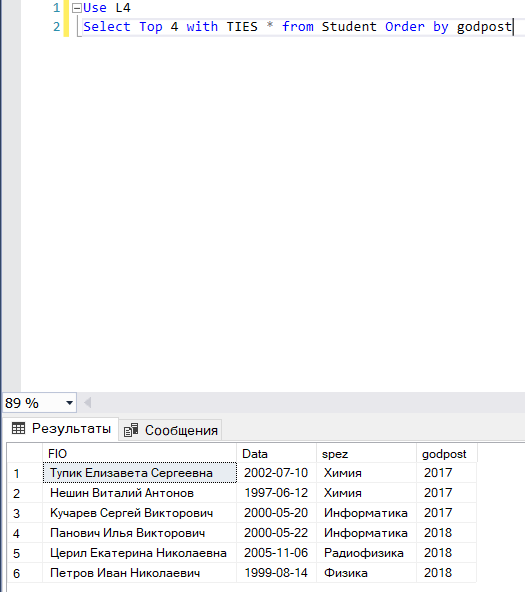 1 Use L4
2 Select Top 4 with TIES * from Student Order by godpost
89 %
Результаты Сообщения
FIO Data spez godpost
1 Тупик Елизавета Сергеевна 2002-07-10 Химия 2017
2 Нешин Виталий Антонов 1997-06-12 Химия 2017
3 Кучарев Сергей Викторович 2000-05-20 Информатика 2017
4 Панович Илья Викторович 2000-05-22 Информатика 2018
5 Церил Екатерина Николаевна 2005-11-06 Радиофизика 2018
6 Петров Иван Николаевич 1999-08-14 Физика 2018